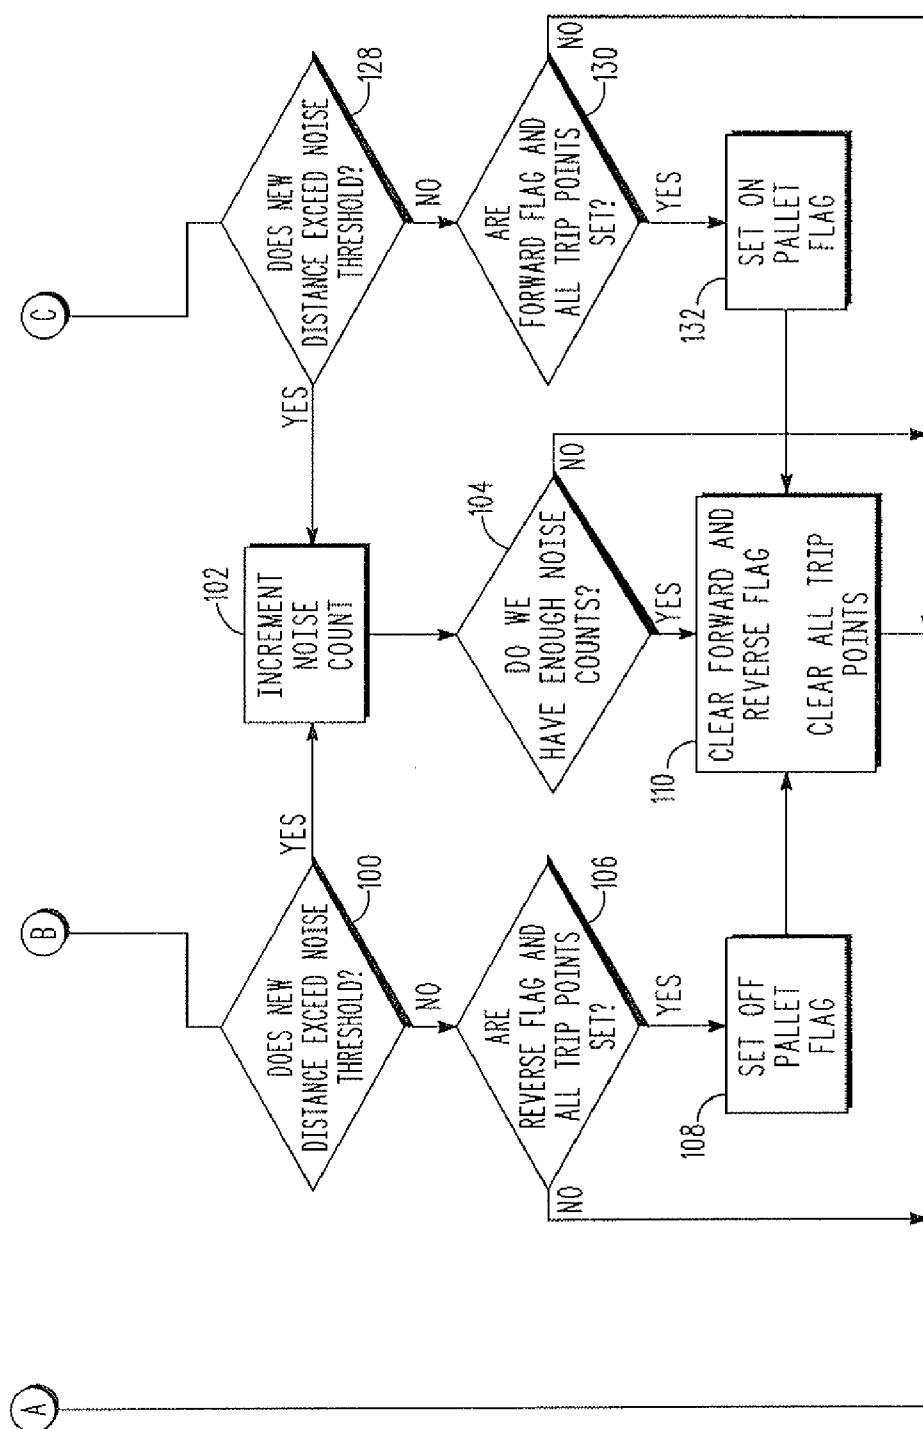 A
B
C
DOES NEW
DISTANCE EXCEED NOISE
THRESHOLD?
100
YES
NO
102
INCREMENT
NOISE
COUNT
DOES NEW
DISTANCE EXCEED NOISE
THRESHOLD?
128
YES
NO
ARE
REVERSE FLAG AND
ALL TRIP POINTS
SET?
106
NO
YES
DO WE
HAVE ENOUGH NOISE
COUNTS?
104
NO
YES
ARE
FORWARD FLAG AND
ALL TRIP POINTS
SET?
130
NO
YES
108
SET OFF
PALLET
FLAG
110
CLEAR FORWARD AND
REVERSE FLAG
CLEAR ALL TRIP
POINTS
132
SET ON
PALLET
FLAG